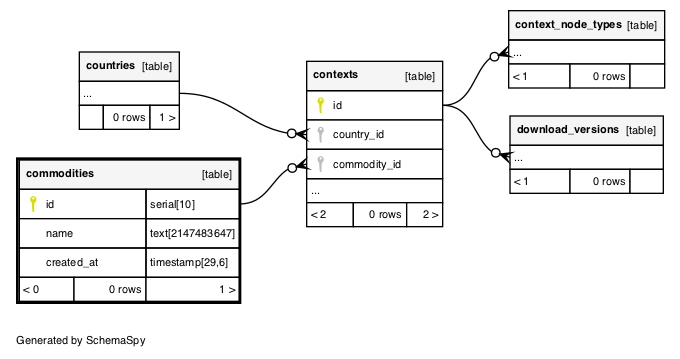 countries [table]
...
0 rows 1 >
commodities [table]
id serial[10]
name text[2147483647]
created_at timestamp[29,6]
< 0 0 rows 1 >
contexts [table]
id
country_id
commodity_id
...
< 2 0 rows 2 >
context_node_types [table]
...
< 1 0 rows
download_versions [table]
...
< 1 0 rows
Generated by SchemaSpy